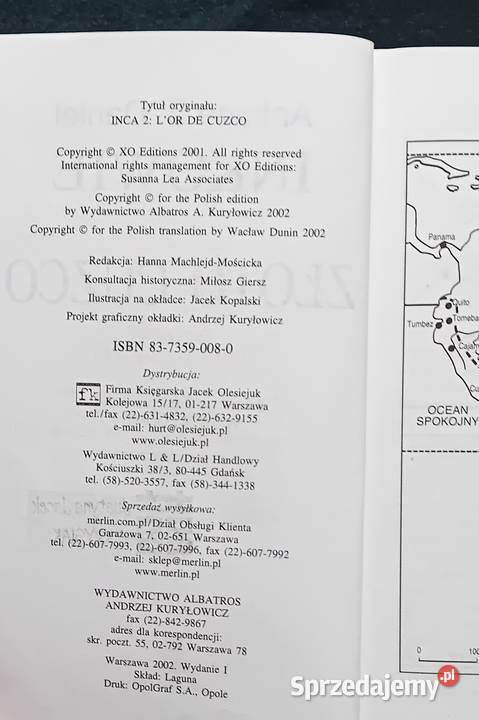 Tytuł oryginału:
INCA 2: L'OR DE CUZCO
Copyright © XO Editions 2001. All rights reserved
International rights management for XO Editions:
Susanna Lea Associates
Copyright © for the Polish edition
by Wydawnictwo Albatros A. Kuryłowicz 2002
Copyright © for the Polish translation by Wacław Dunin 2002
Redakcja: Hanna Machlejd-Mościcka
Konsultacja historyczna: Miłosz Giersz
Ilustracja na okładce: Jacek Kopalski
Projekt graficzny okładki: Andrzej Kuryłowicz
ISBN 83-7359-008-0
Dystrybucja:
fk
Firma Księgarska Jacek Olesiejuk
Kolejowa 15/17, 01-217 Warszawa
tel./fax (22)-631-4832, (22)-632-9155
e-mail: hurt@olesiejuk.pl
www.olesiejuk.pl
Wydawnictwo L & L/Dział Handlowy
Kościuszki 38/3, 80-445 Gdańsk
tel. (58)-520-3557, fax (58)-344-1338
Sprzedaż wysyłkowa:
merlin.com.pl/Dział Obsługi Klienta
Garażowa 7, 02-651 Warszawa
tel. (22)-607-7993, (22)-607-7996, fax (22)-607-7992
e-mail: sklep@merlin.pl
www.merlin.pl
WYDAWNICTWO ALBATROS
ANDRZEJ KURYŁOWICZ
fax (22)-842-9867
adres dla korespondencji:
skr. poczt. 55, 02-792 Warszawa 78
Warszawa 2002. Wydanie I
Skład: Laguna
Druk: OpolGraf S.A., Opole
Panama
Quito
Tomeba
Tumbez
Cajam
OCEAN
SPOKOJNY
0 100
Sprzedajemy.pl